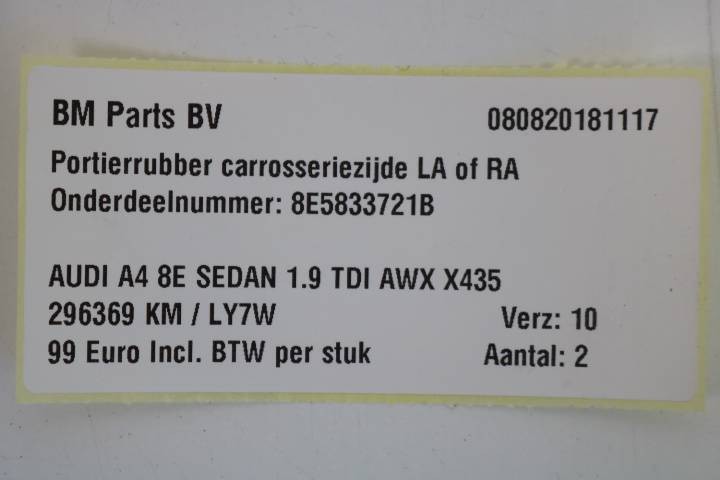 BM Parts BV 080820181117
Portierrubber carrosseriezijde LA of RA
Onderdeelnummer: 8E5833721B
AUDI A4 8E SEDAN 1.9 TDI AWX X435
296369 KM / LY7W Verz: 10
99 Euro Incl. BTW per stuk Aantal: 2